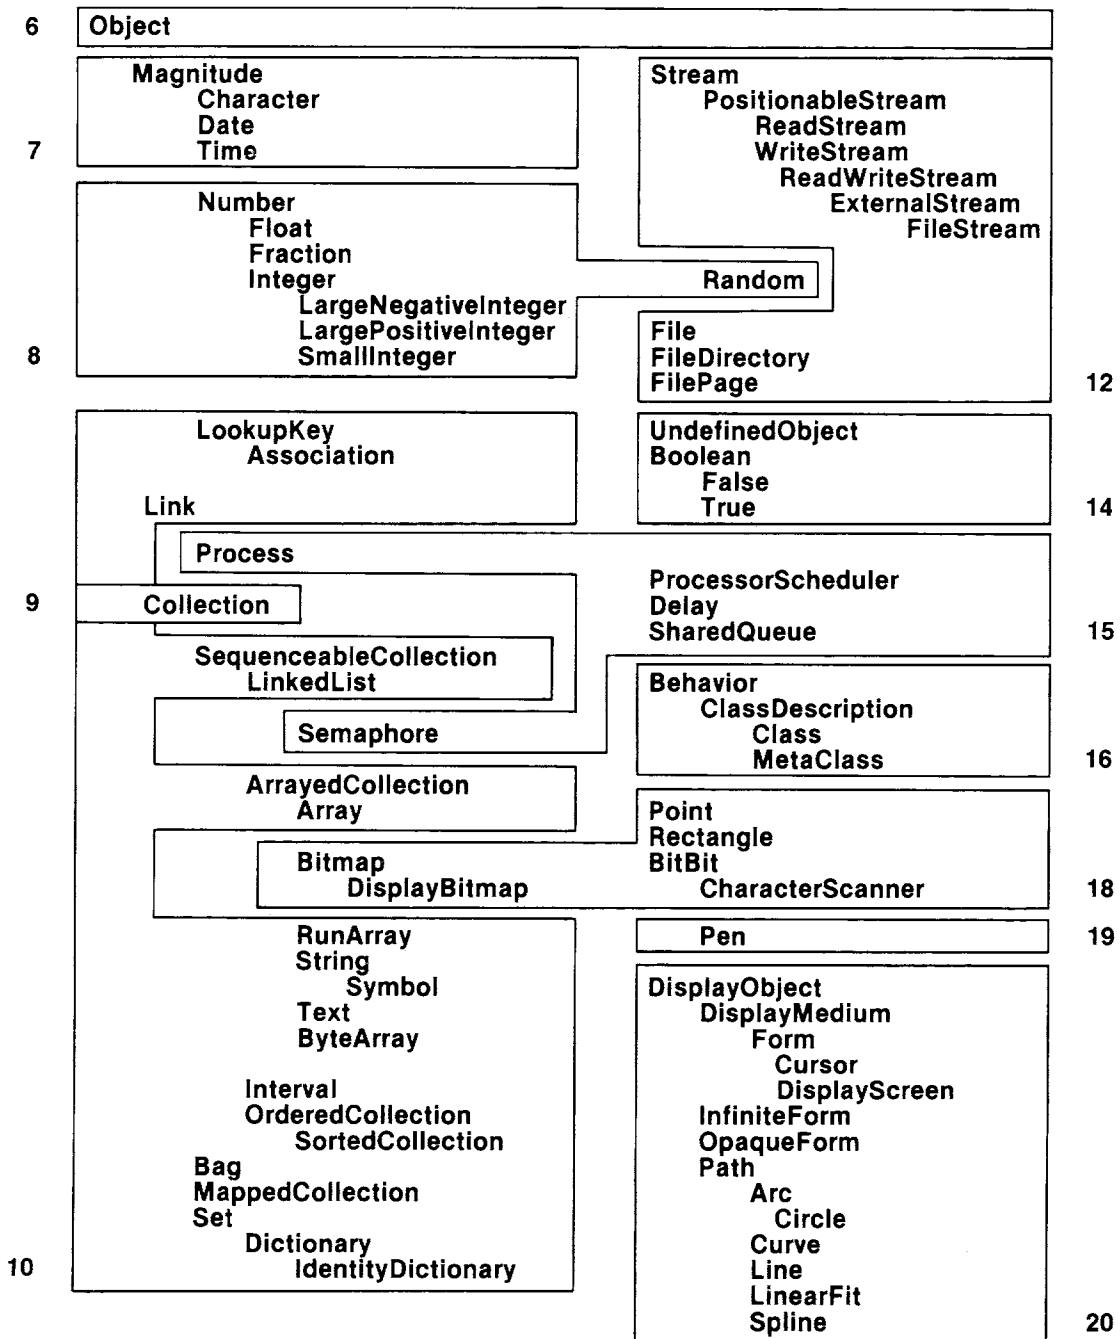 6 Object
Magnitude
Character
Date
7 Time
Number
Float
Fraction
Integer
LargeNegativeInteger
LargePositiveInteger
8 SmallInteger
LookupKey
Association
Link
Process
9 Collection
SequenceableCollection
LinkedList
Semaphore
ArrayedCollection
Array
Bitmap
DisplayBitmap
RunArray
String
Symbol
Text
ByteArray
Interval
OrderedCollection
SortedCollection
Bag
MappedCollection
Set
Dictionary
10 IdentityDictionary
Stream
PositionableStream
ReadStream
WriteStream
ReadWriteStream
ExternalStream
FileStream
Random
File
FileDirectory
FilePage 12
UndefinedObject
Boolean
False
True 14
ProcessorScheduler
Delay
SharedQueue 15
Behavior
ClassDescription
Class
MetaClass 16
Point
Rectangle
BitBit
CharacterScanner 18
Pen 19
DisplayObject
DisplayMedium
Form
Cursor
DisplayScreen
InfiniteForm
OpaqueForm
Path
Arc
Circle
Curve
Line
LinearFit
Spline 20